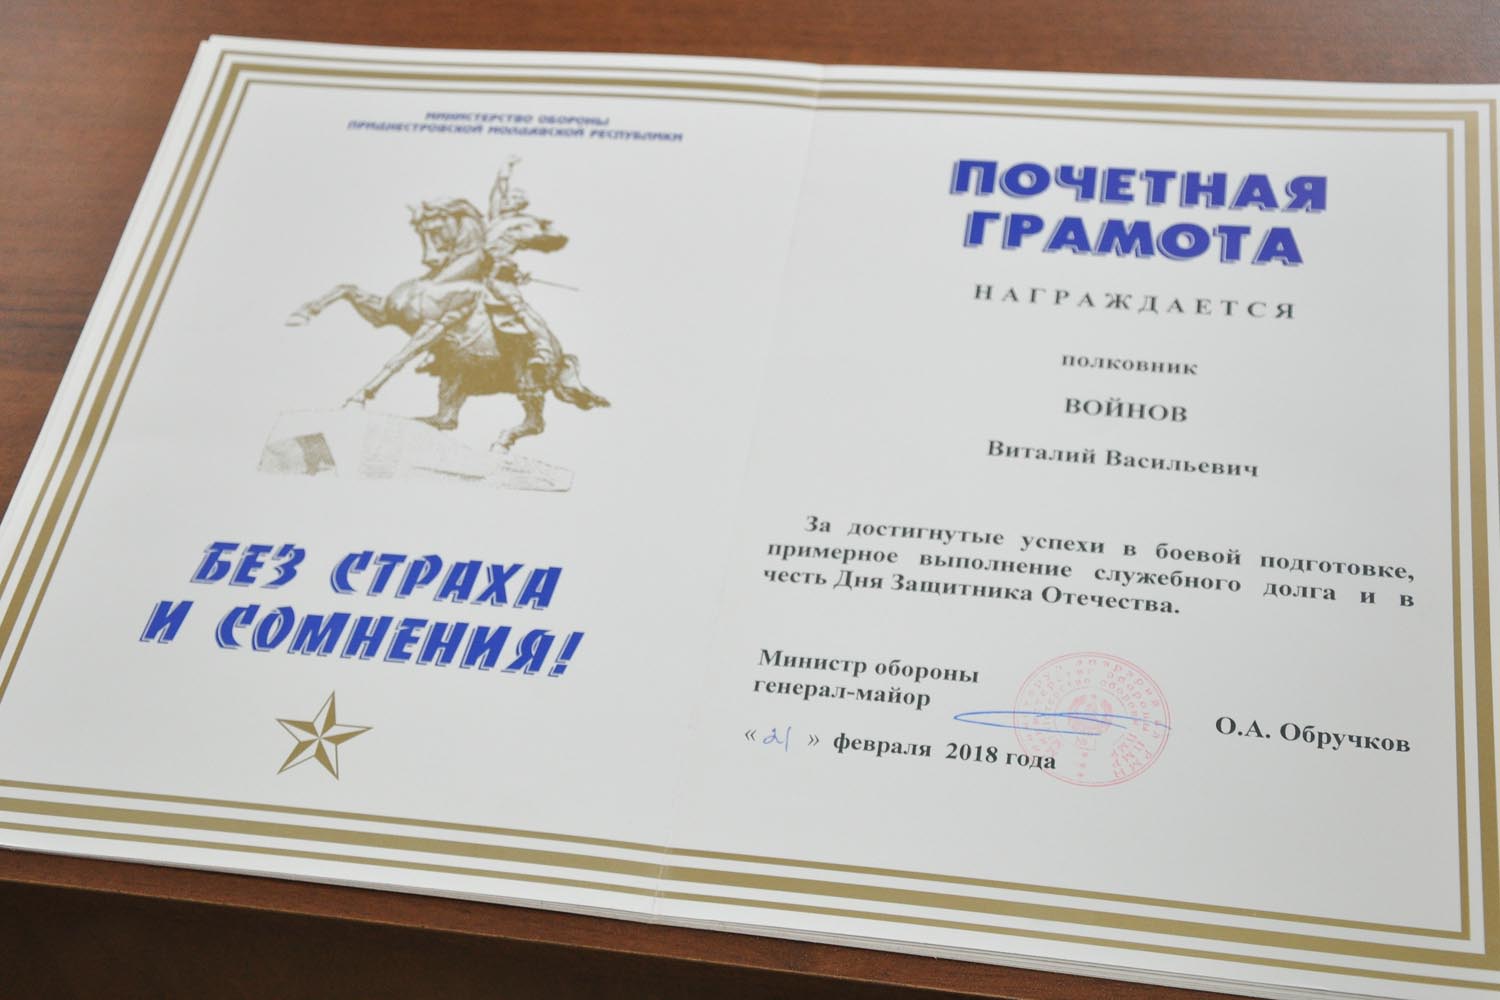 МИНИСТЕРСТВО ОБОРОНЫ
ПРИДНЕСТРОВСКОЙ МОЛДАВСКОЙ РЕСПУБЛИКИ
БЕЗ СТРАХА
И СОМНЕНИЯ!
ПОЧЕТНАЯ
ГРАМОТА
НАГРАЖДАЕТСЯ
полковник
ВОЙНОВ
Виталий Васильевич
За достигнутые успехи в боевой подготовке,
примерное выполнение служебного долга и в
честь Дня Защитника Отечества.
Министр обороны
генерал-майор
О.А. Обручков
« 21 » февраля 2018 года